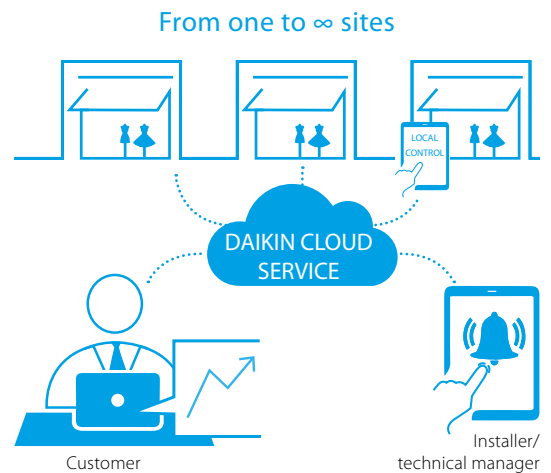 From one to ∞ sites
LOCAL
CONTROL
DAIKIN CLOUD
SERVICE
Customer
Installer/
technical manager